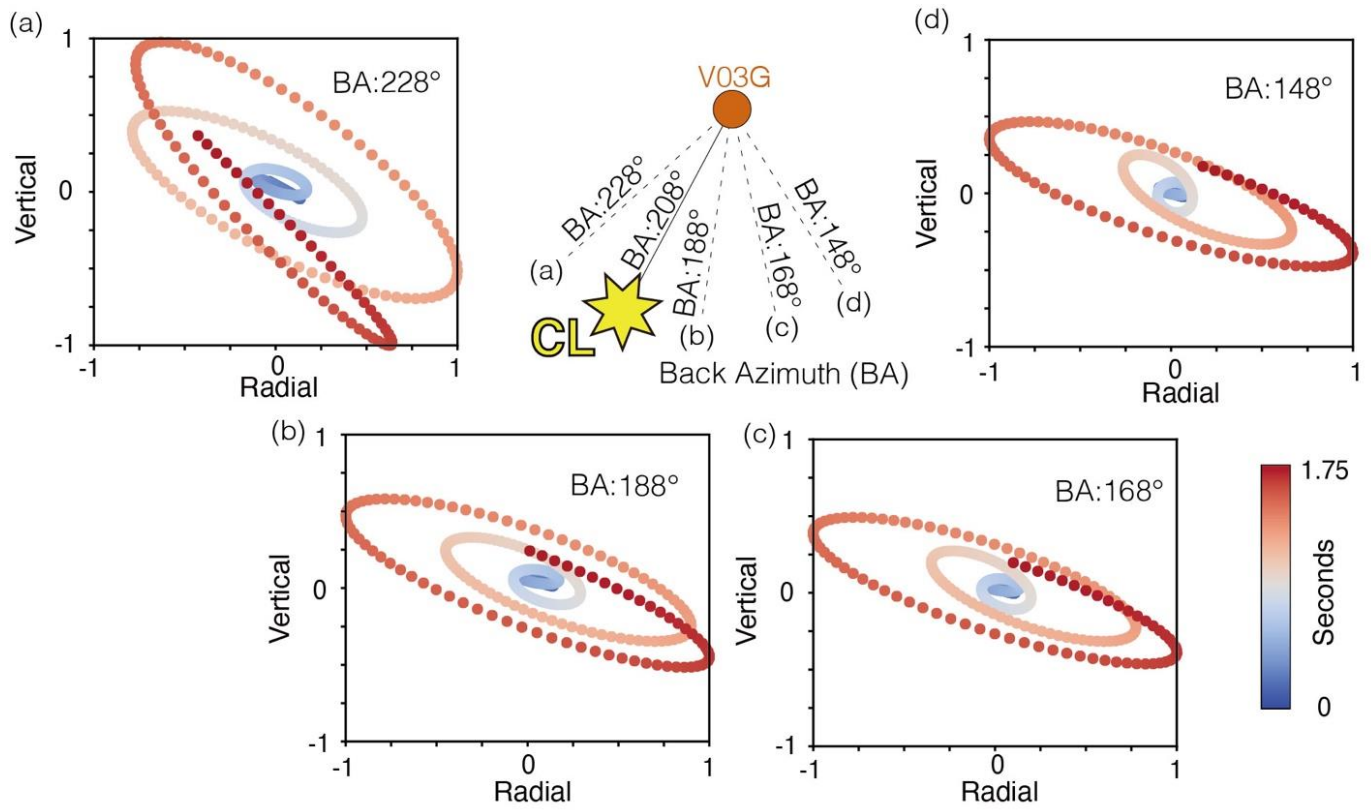 (a)
1
0
-1
Vertical
BA:228°
-1
0
1
Radial
V03G
BA:228°
BA:208°
BA:188°
BA:168°
BA:148°
(a)
(b)
(c)
(d)
CL
Back Azimuth (BA)
(d)
1
0
-1
Vertical
BA:148°
-1
0
1
Radial
(b)
1
0
-1
Vertical
BA:188°
-1
0
1
Radial
(c)
1
0
-1
Vertical
BA:168°
-1
0
1
Radial
1.75
Seconds
0